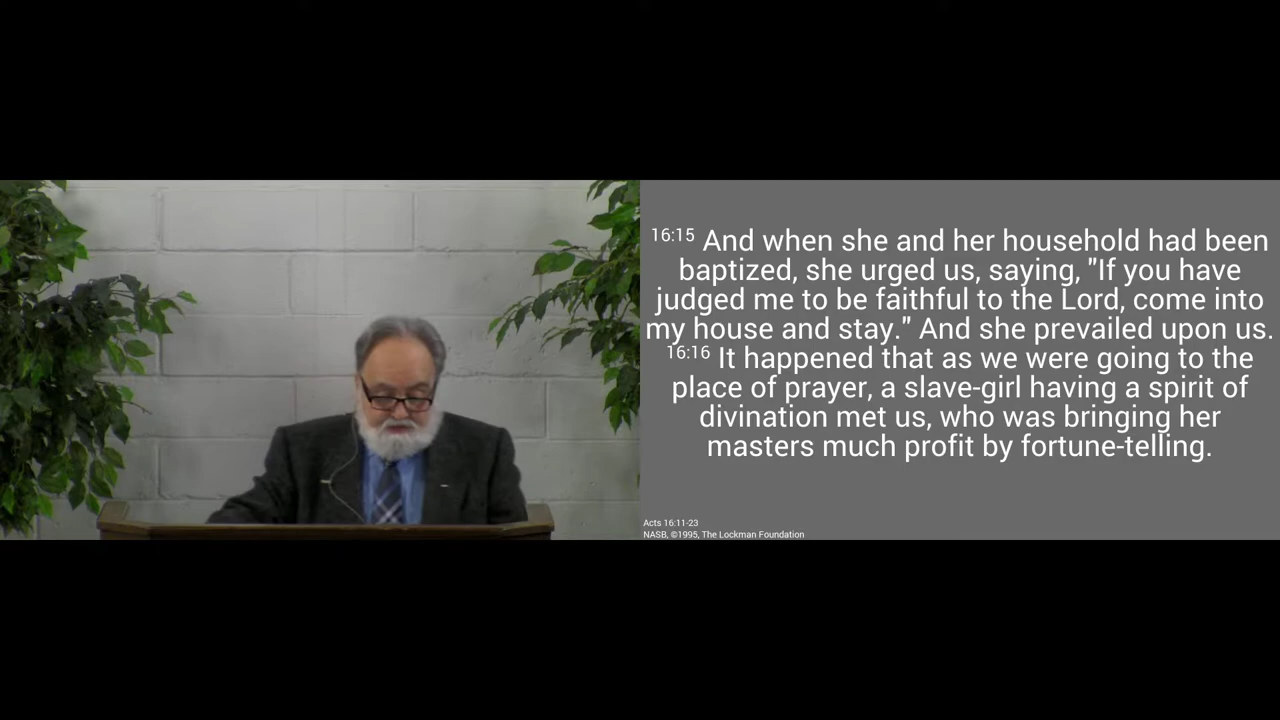 16:15 And when she and her household had been
baptized, she urged us, saying, "If you have
judged me to be faithful to the Lord, come into
my house and stay." And she prevailed upon us.
16:16 It happened that as we were going to the
place of prayer, a slave-girl having a spirit of
divination met us, who was bringing her
masters much profit by fortune-telling.
Acts 16:11-23
NASB, ©1995, The Lockman Foundation